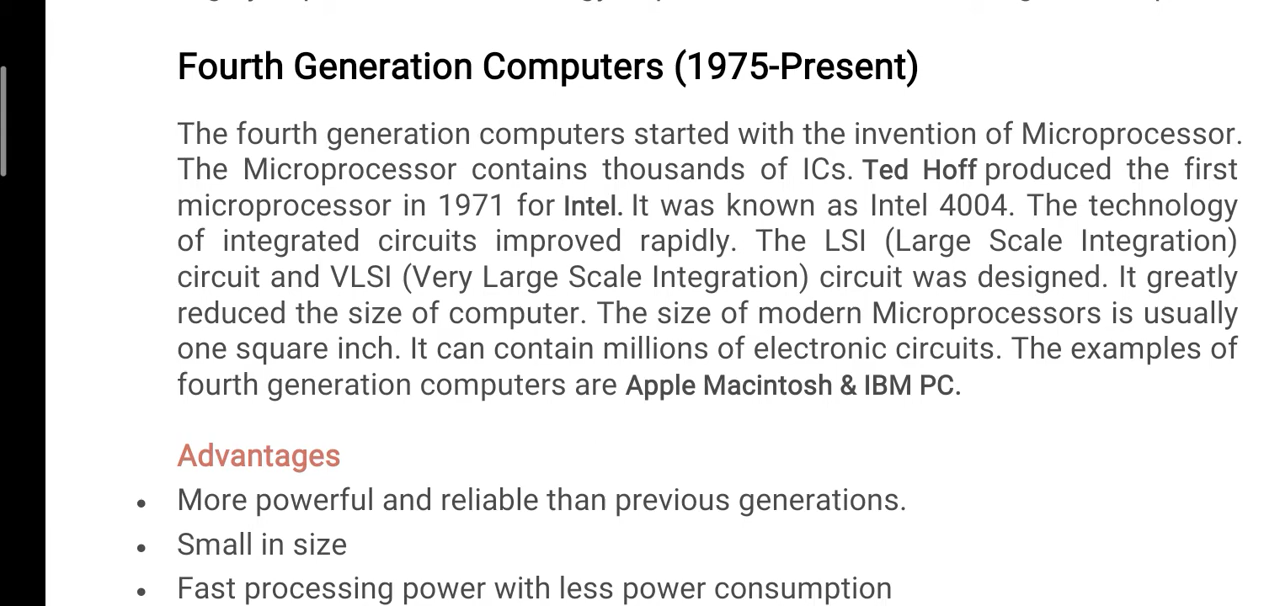 Fourth Generation Computers (1975-Present)
The fourth generation computers started with the invention of Microprocessor.
The Microprocessor contains thousands of ICs. Ted Hoff produced the first
microprocessor in 1971 for Intel. It was known as Intel 4004. The technology
of integrated circuits improved rapidly. The LSI (Large Scale Integration)
circuit and VLSI (Very Large Scale Integration) circuit was designed. It greatly
reduced the size of computer. The size of modern Microprocessors is usually
one square inch. It can contain millions of electronic circuits. The examples of
fourth generation computers are Apple Macintosh & IBM PC.
Advantages
• More powerful and reliable than previous generations.
• Small in size
• Fast processing power with less power consumption